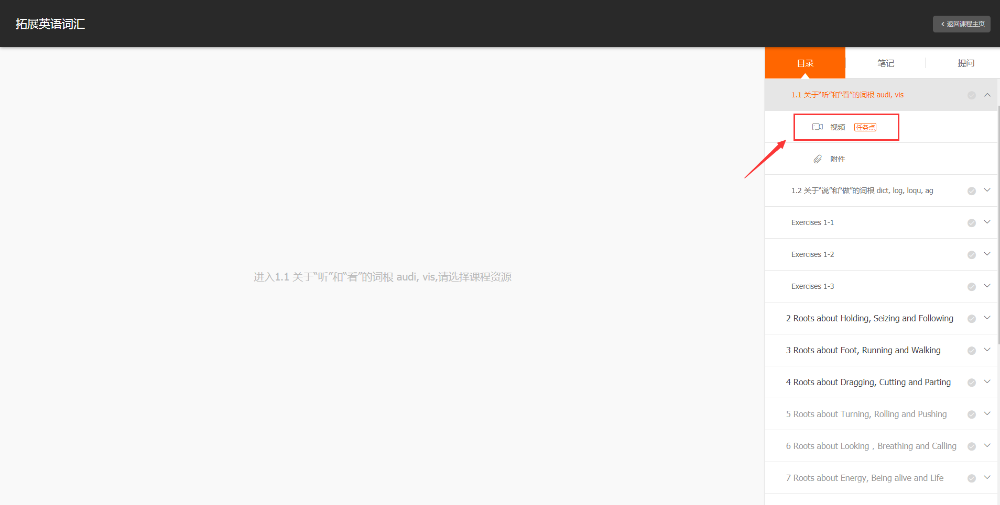 拓展英语词汇
返回课程主页
目录
笔记
提问
1.1 关于“听”和“看”的词根 audi, vis
视频 任务点
附件
1.2 关于“说”和“做”的词根 dict, log, loqu, ag
Exercises 1-1
Exercises 1-2
进入1.1 关于“听”和“看”的词根 audi, vis,请选择课程资源
Exercises 1-3
2 Roots about Holding, Seizing and Following
3 Roots about Foot, Running and Walking
4 Roots about Dragging, Cutting and Parting
5 Roots about Turning, Rolling and Pushing
6 Roots about Looking , Breathing and Calling
7 Roots about Energy, Being alive and Life